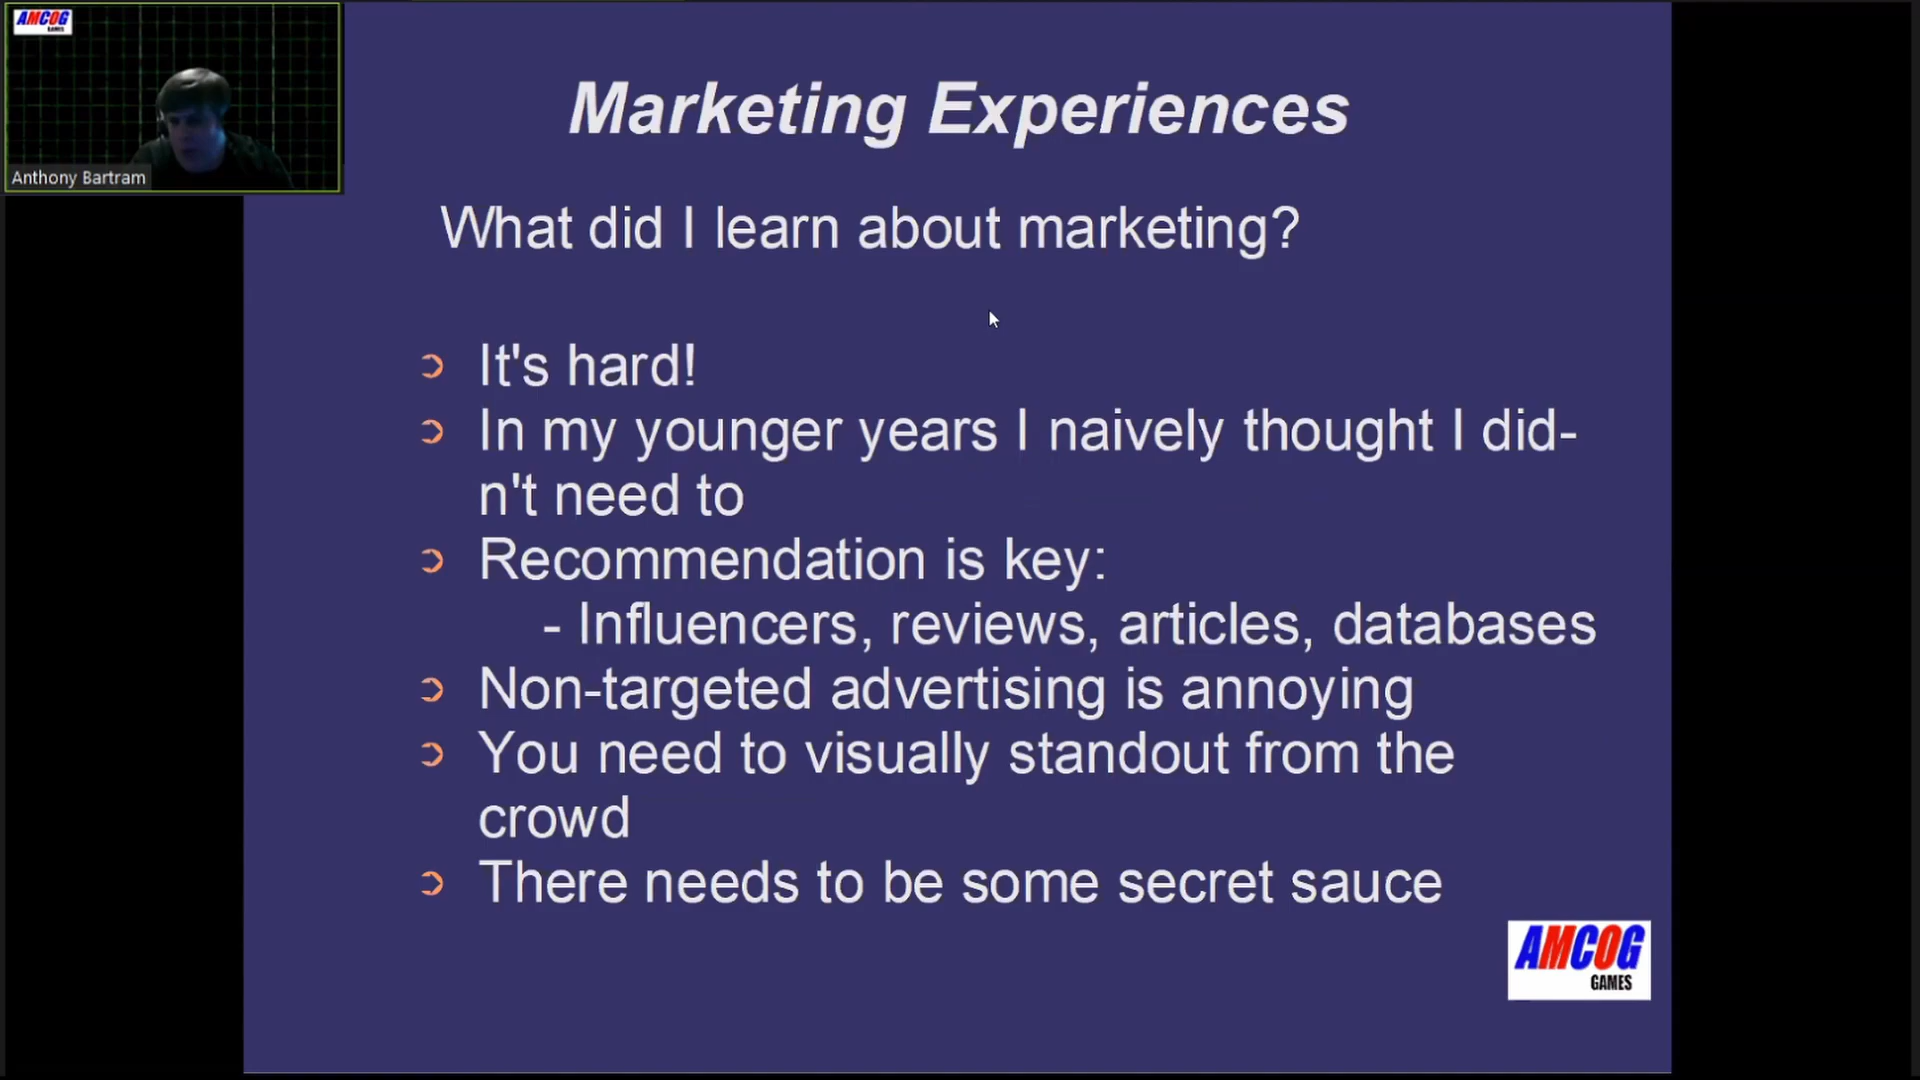 AMCOG
GAMES
Anthony Bartram
Marketing Experiences
What did I learn about marketing?
It's hard!
In my younger years I naively thought I did-
n't need to
Recommendation is key:
- Influencers, reviews, articles, databases
Non-targeted advertising is annoying
You need to visually standout from the
crowd
There needs to be some secret sauce
AMCOG
GAMES